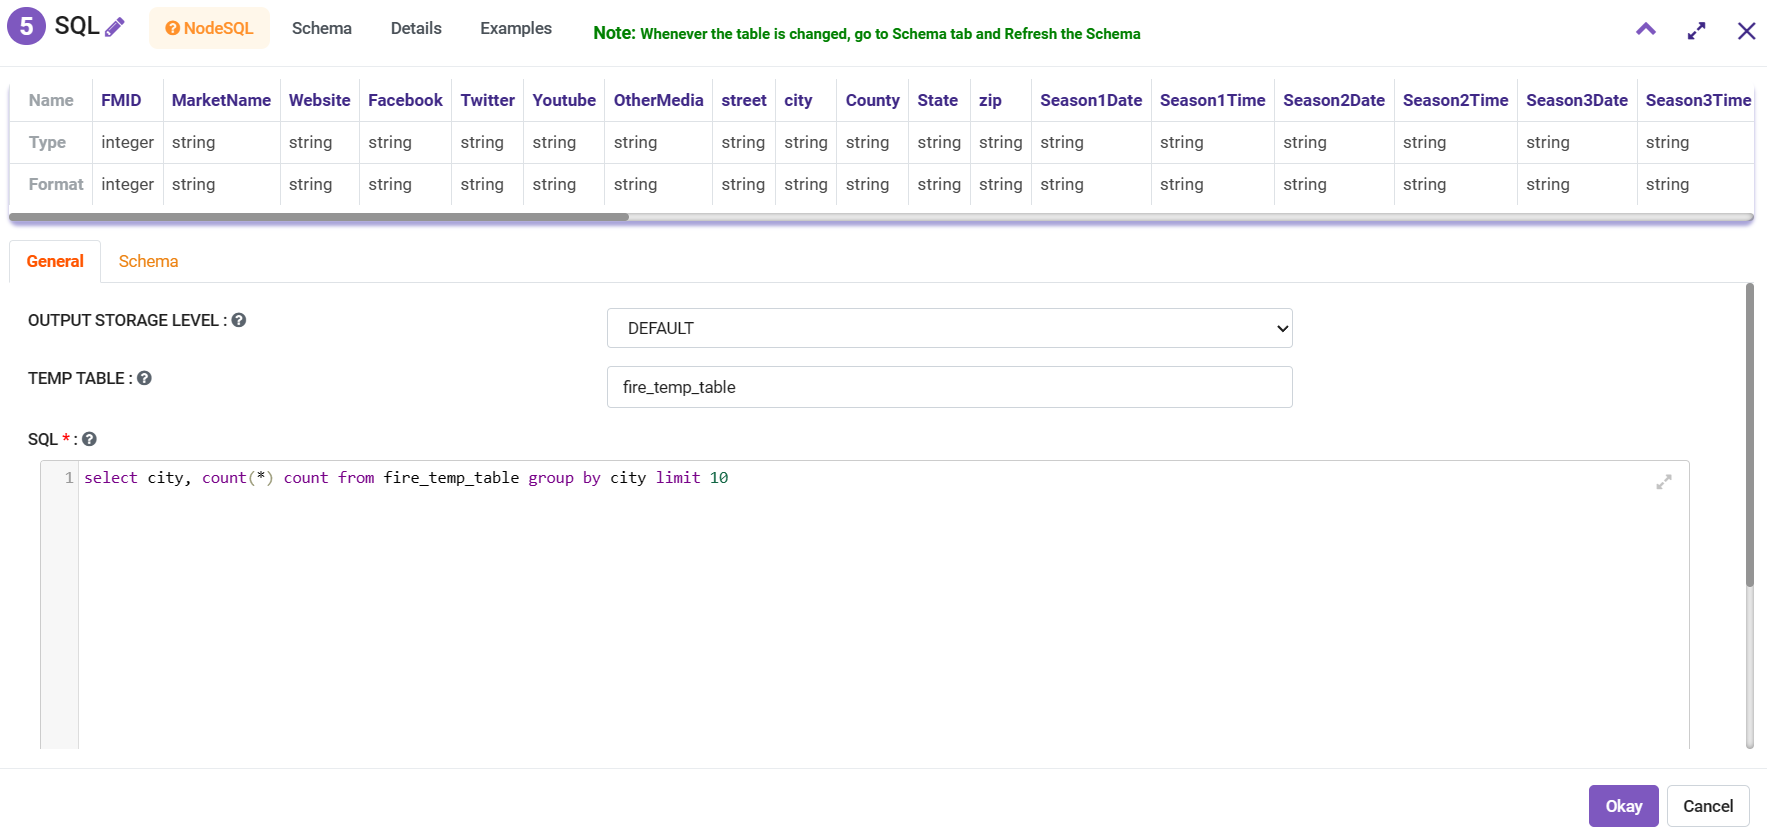 5 SQL NodeSQL Schema Details Examples Note: Whenever the table is changed, go to Schema tab and Refresh the Schema
Name FMID MarketName Website Facebook Twitter Youtube OtherMedia street city County State zip Season1Date Season1Time Season2Date Season2Time Season3Date Season3Time
Type integer string string string string string string string string string string string string string string string string string
Format integer string string string string string string string string string string string string string string string string string
General Schema
OUTPUT STORAGE LEVEL : DEFAULT
TEMP TABLE : fire_temp_table
SQL * :
1 select city, count(*) count from fire_temp_table group by city limit 10
Okay Cancel